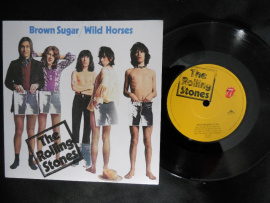 Brown Sugar / Wild Horses
The
Rolling
Stones
The
Rolling
Stones